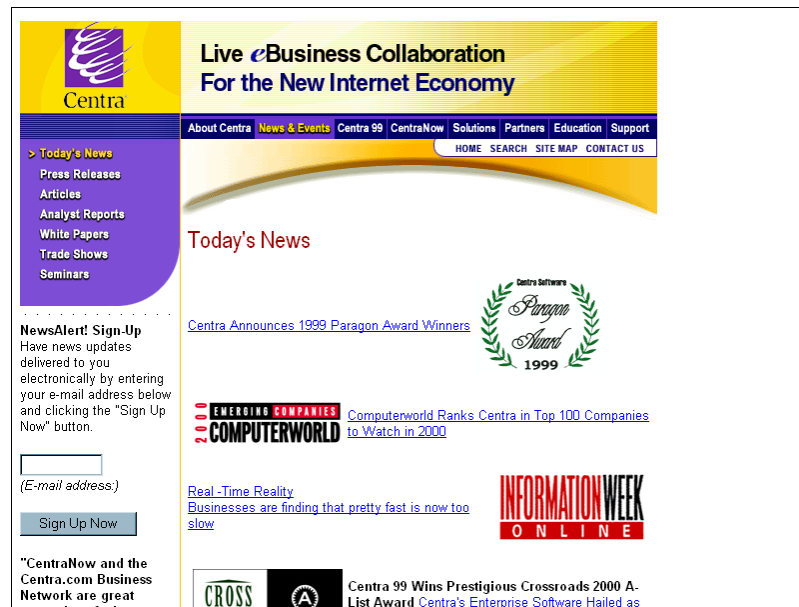 Live eBusiness Collaboration
For the New Internet Economy
Centra
About Centra News & Events Centra 99 CentraNow Solutions Partners Education Support
HOME SEARCH SITE MAP CONTACT US
> Today's News
Press Releases
Articles
Analyst Reports
White Papers
Trade Shows
Seminars
NewsAlert! Sign-Up
Have news updates
delivered to you
electronically by entering
your e-mail address below
and clicking the "Sign Up
Now" button.
(E-mail address:)
Sign Up Now
"CentraNow and the
Centra.com Business
Network are great
Today's News
Centra Announces 1999 Paragon Award Winners
Centra Software
Paragon
Award
1999
2000
EMERGING COMPANIES
COMPUTERWORLD
Computerworld Ranks Centra in Top 100 Companies
to Watch in 2000
Real -Time Reality
Businesses are finding that pretty fast is now too
slow
INFORMATIONWEEK
ONLINE
CROSS
Centra 99 Wins Prestigious Crossroads 2000 A-
List Award Centra's Enterprise Software Hailed as